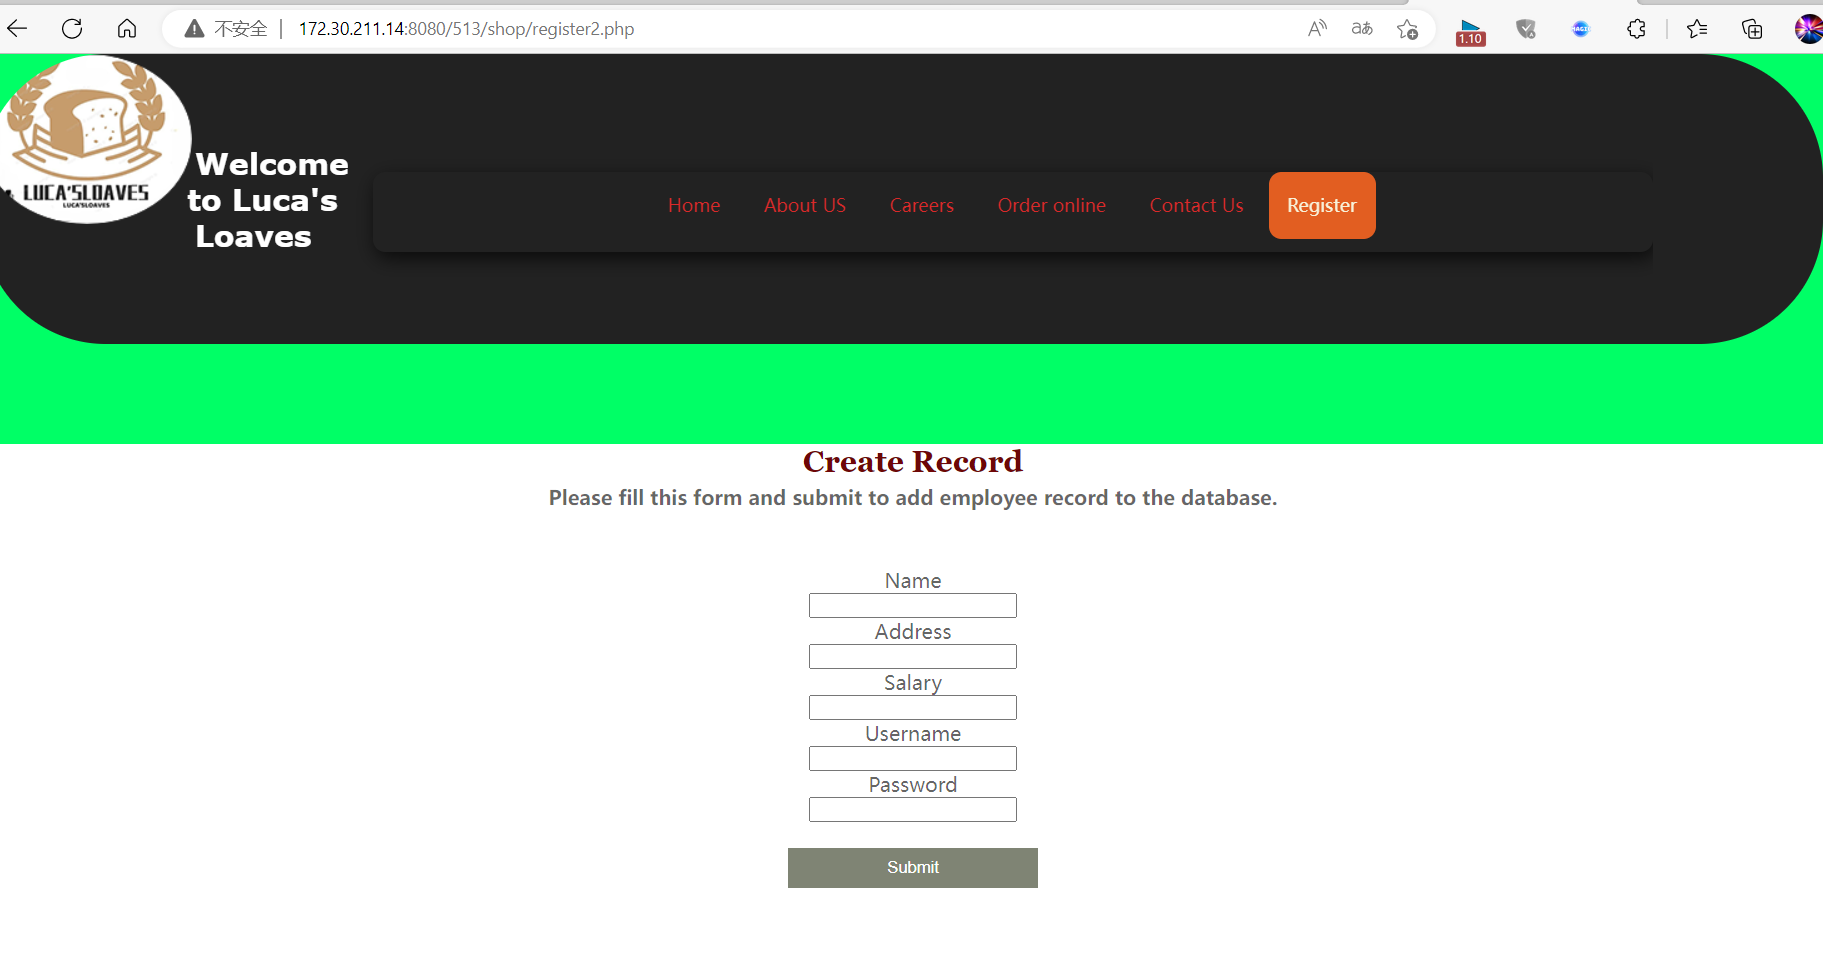 不安全 | 172.30.211.14:8080/513/shop/register2.php
A))
aあ
1.10
LUCA'SLOAVES
LUCA'SLOAVES
Welcome
to Luca's
Loaves
Home About US Careers Order online Contact Us Register
Create Record
Please fill this form and submit to add employee record to the database.
Name
Address
Salary
Username
Password
Submit